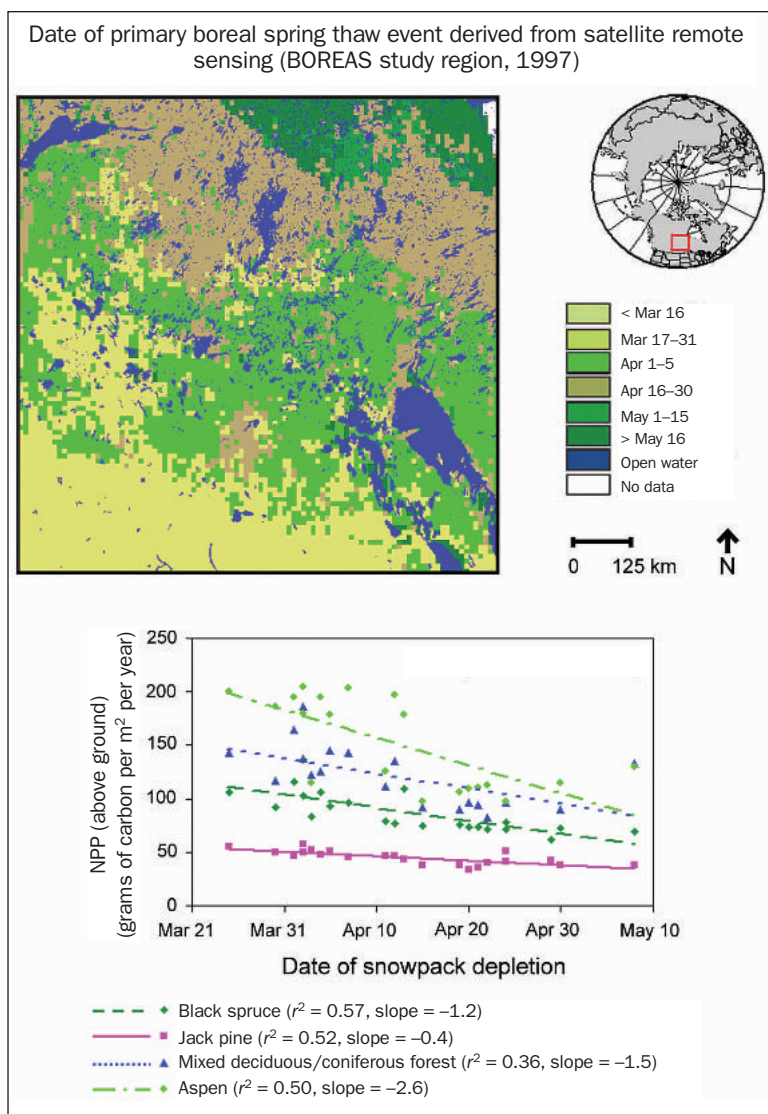 Date of primary boreal spring thaw event derived from satellite remote
sensing (BOREAS study region, 1997)
< Mar 16
Mar 17–31
Apr 1–5
Apr 16–30
May 1–15
> May 16
Open water
No data
0 125 km N
NPP (above ground)
(grams of carbon per m² per year)
250
200
150
100
50
0
Mar 21 Mar 31 Apr 10 Apr 20 Apr 30 May 10
Date of snowpack depletion
Black spruce (r² = 0.57, slope = –1.2)
Jack pine (r² = 0.52, slope = –0.4)
Mixed deciduous/coniferous forest (r² = 0.36, slope = –1.5)
Aspen (r² = 0.50, slope = –2.6)